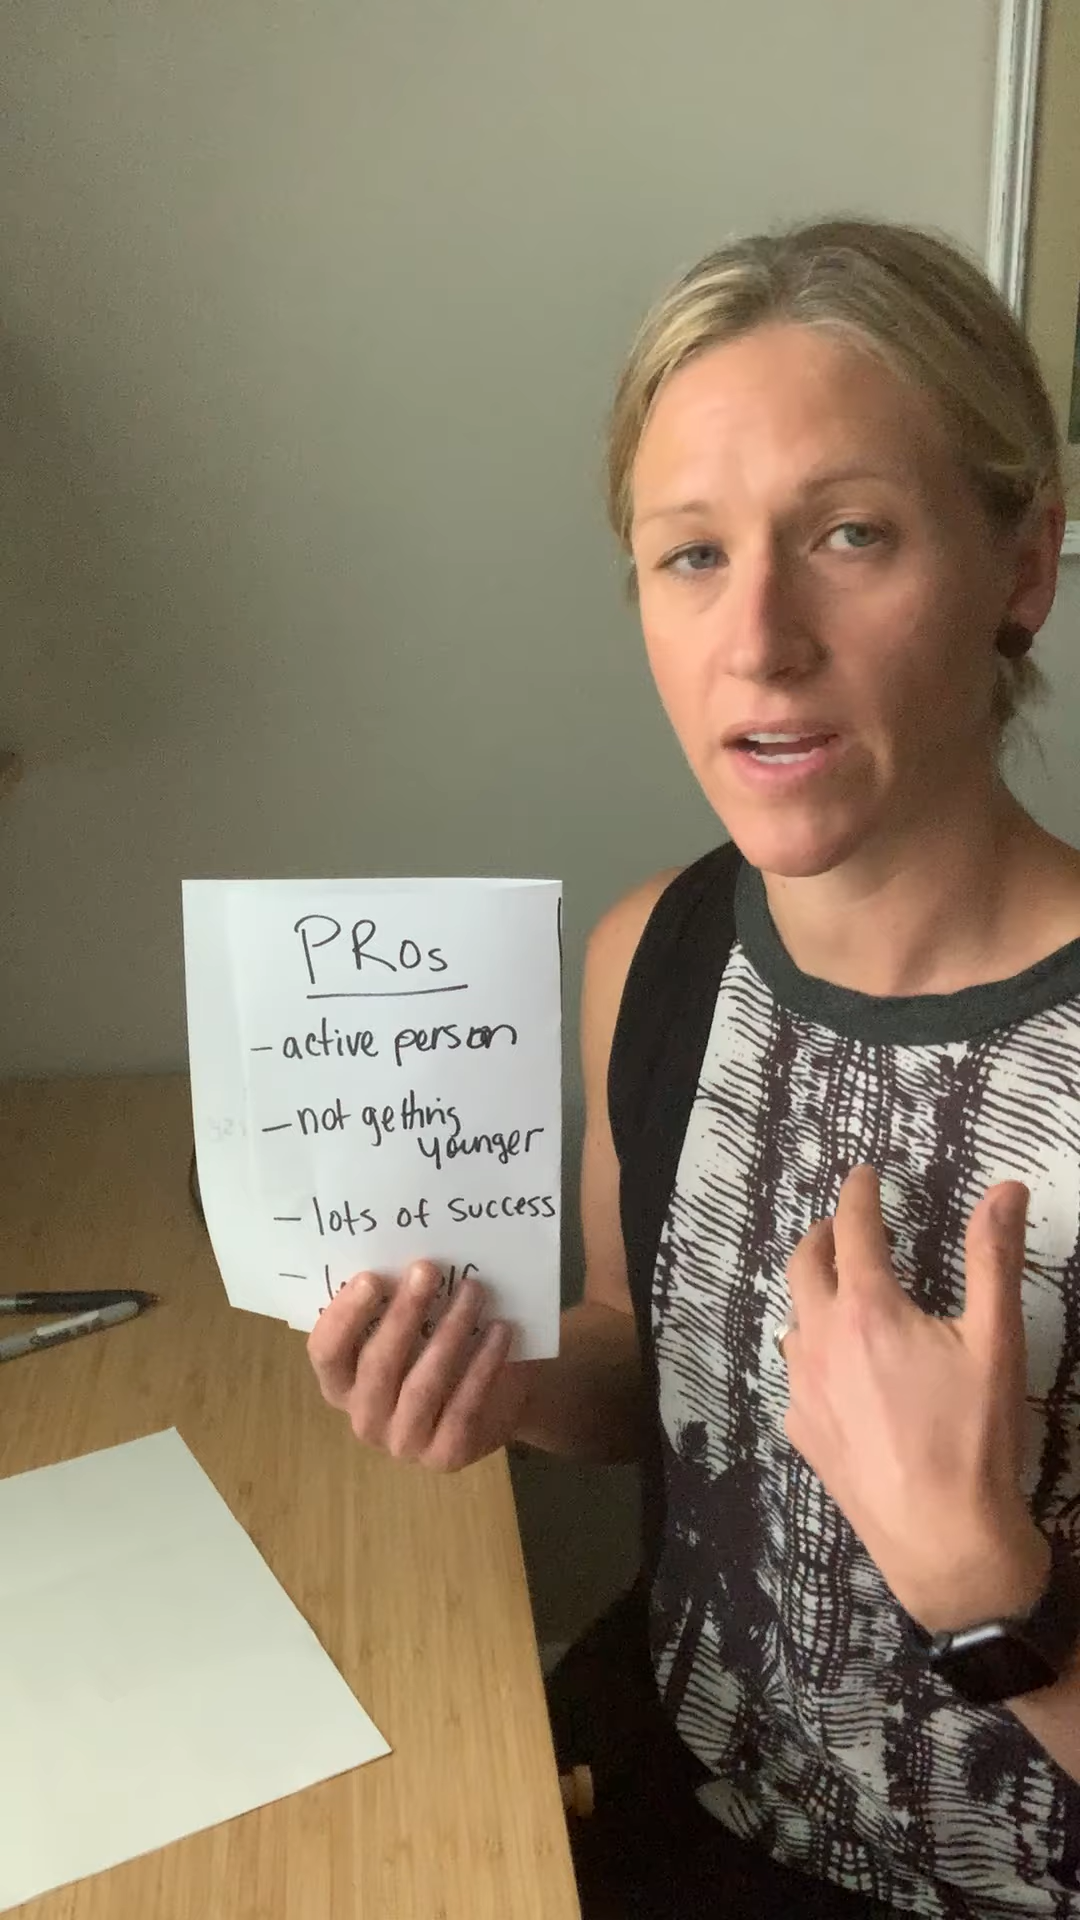 PROs
- active person
- not getting
younger
- lots of success
-